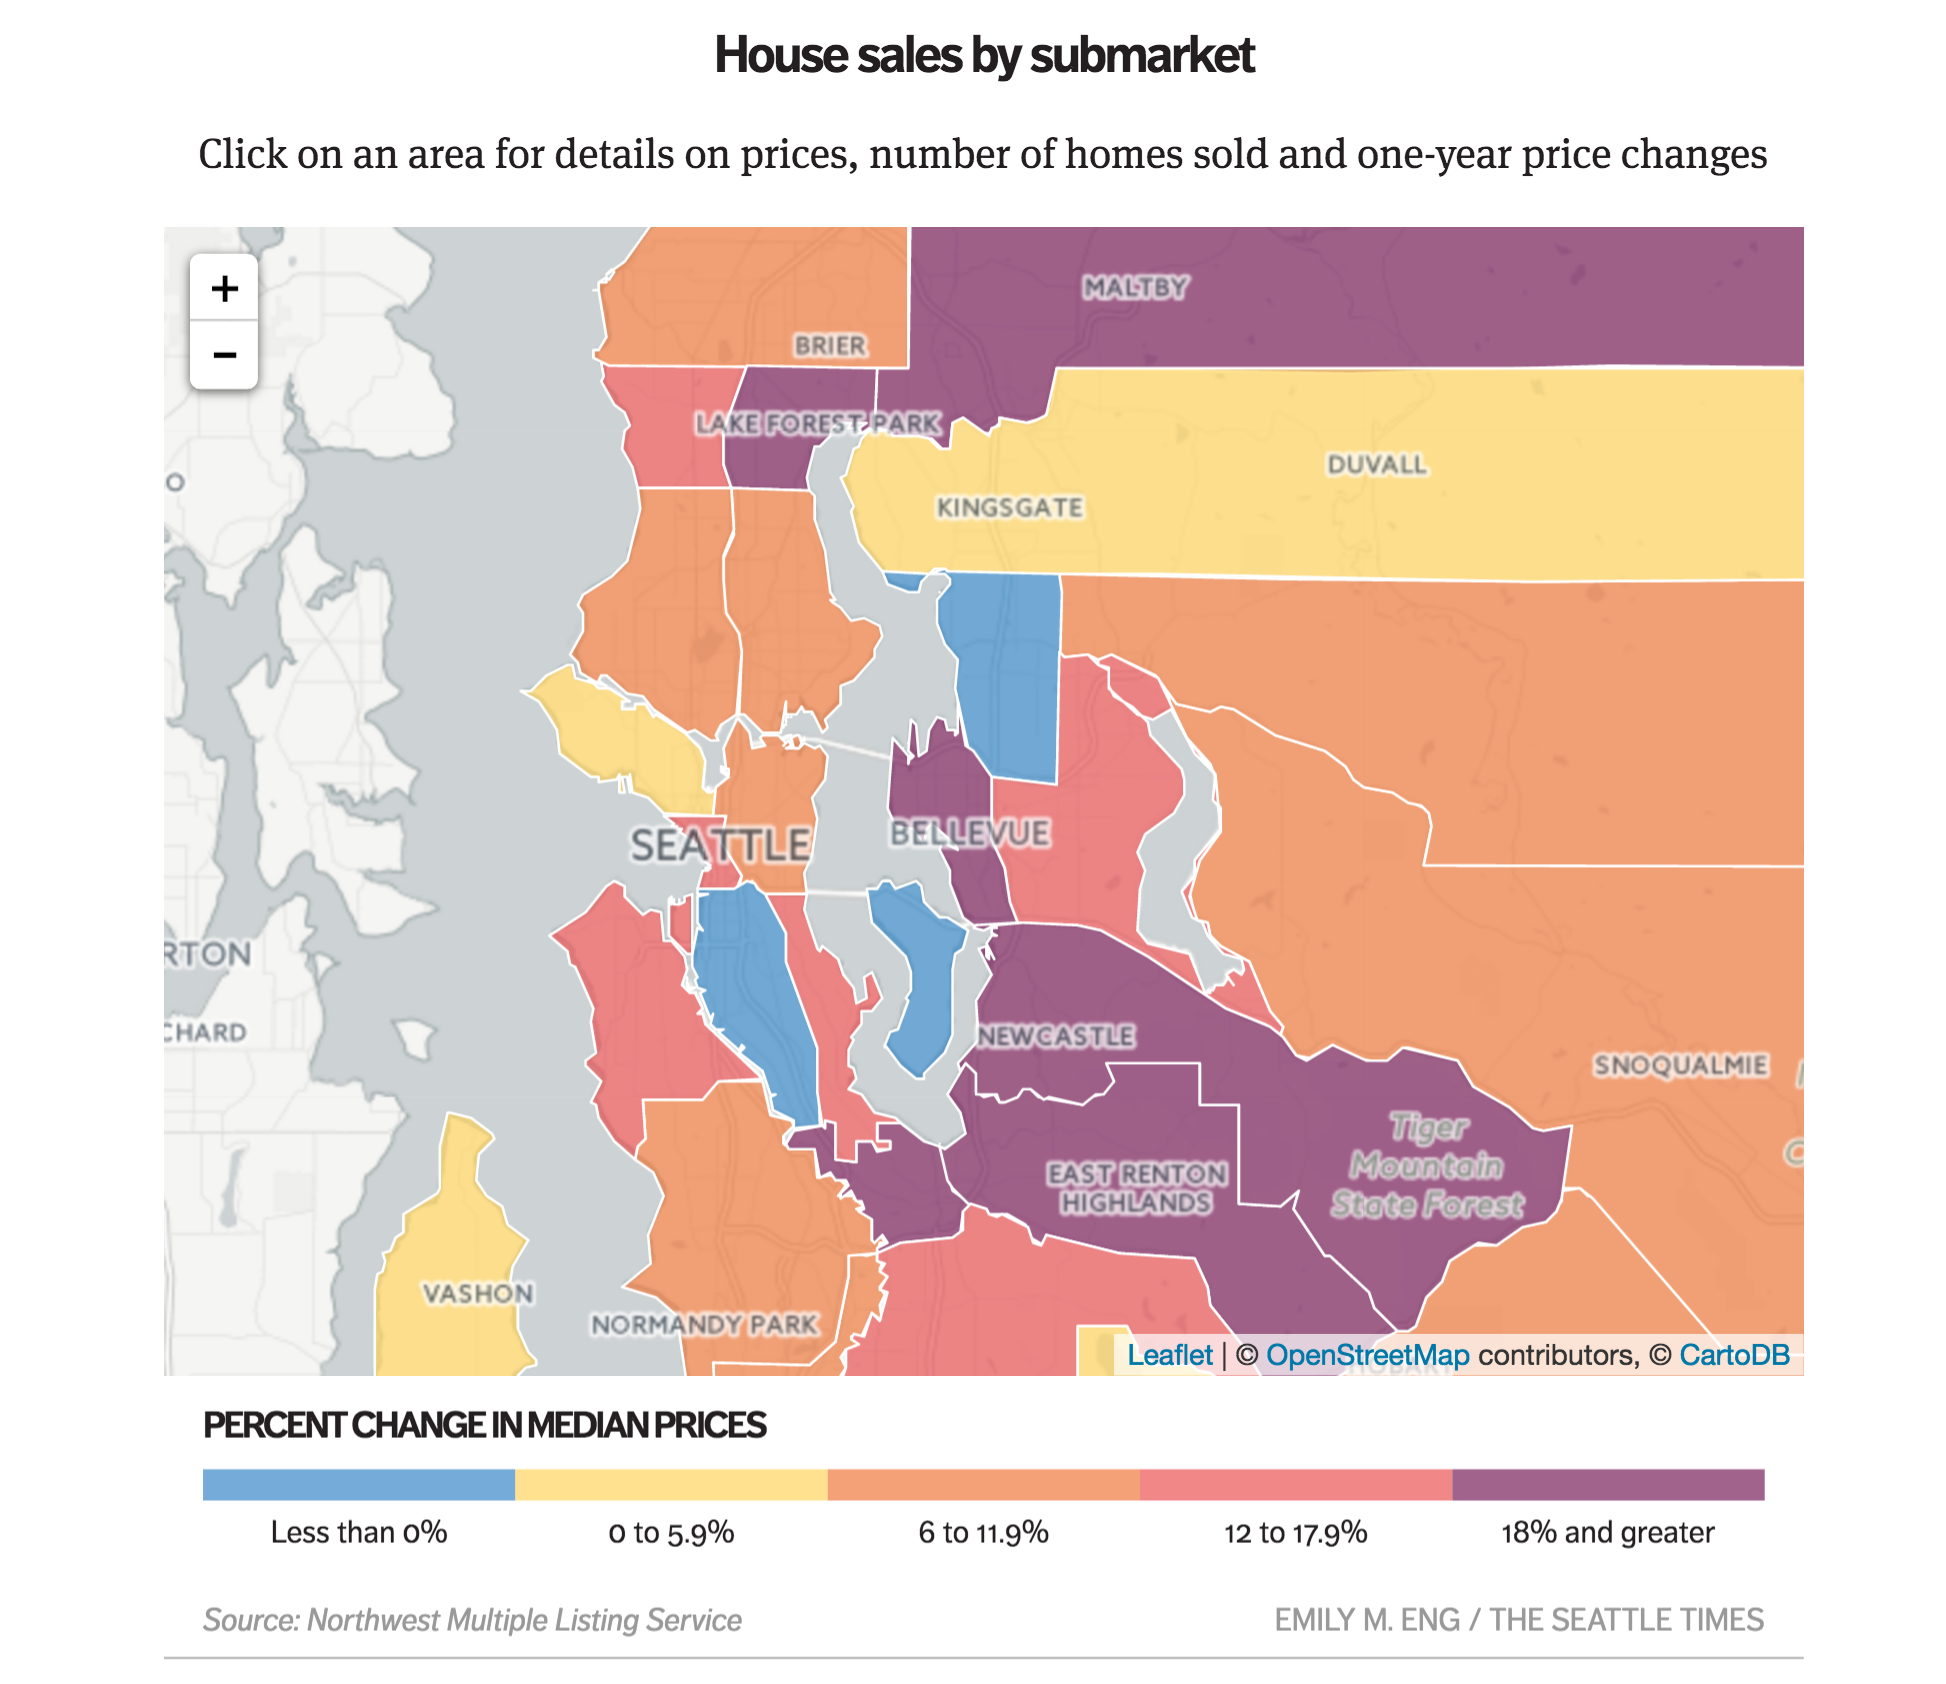 House sales by submarket
Click on an area for details on prices, number of homes sold and one-year price changes
+
−
MALTBY
BRIER
LAKE FOREST PARK
DUVALL
O
KINGSGATE
SEATTLE
BELLEVUE
RTON
CHARD
NEWCASTLE
SNOQUALMIE
Tiger
Mountain
State Forest
EAST RENTON
HIGHLANDS
VASHON
NORMANDY PARK
Leaflet | © OpenStreetMap contributors, © CartoDB
PERCENT CHANGE IN MEDIAN PRICES
Less than 0%
0 to 5.9%
6 to 11.9%
12 to 17.9%
18% and greater
Source: Northwest Multiple Listing Service
EMILY M. ENG / THE SEATTLE TIMES